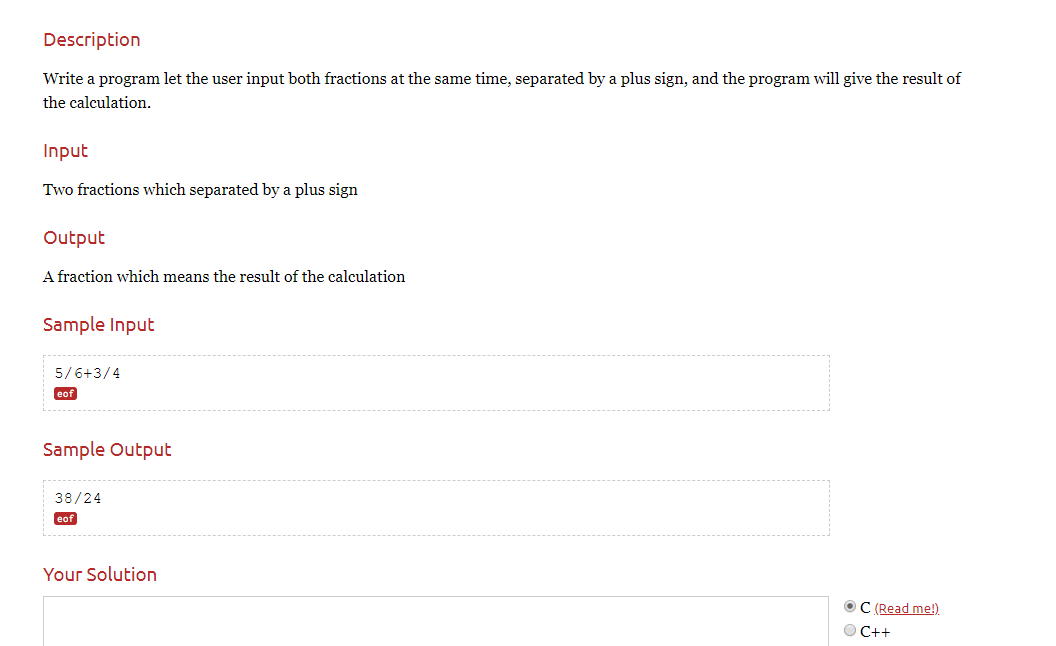 Description
Write a program let the user input both fractions at the same time, separated by a plus sign, and the program will give the result of
the calculation.
Input
Two fractions which separated by a plus sign
Output
A fraction which means the result of the calculation
Sample Input
5/6+3/4
eof
Sample Output
38/24
eof
Your Solution
C (Read me!)
C++